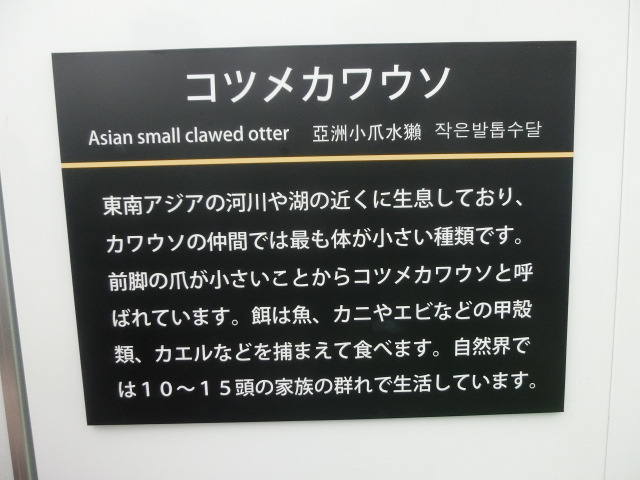 コツメカワウソ
Asian small clawed otter 亞洲小爪水獺 작은발톱수달
東南アジアの河川や湖の近くに生息しており、
カワウソの仲間では最も体が小さい種類です。
前脚の爪が小さいことからコツメカワウソと呼
ばれています。餌は魚、カニやエビなどの甲殻
類、カエルなどを捕まえて食べます。自然界で
は１０〜１５頭の家族の群れで生活しています。